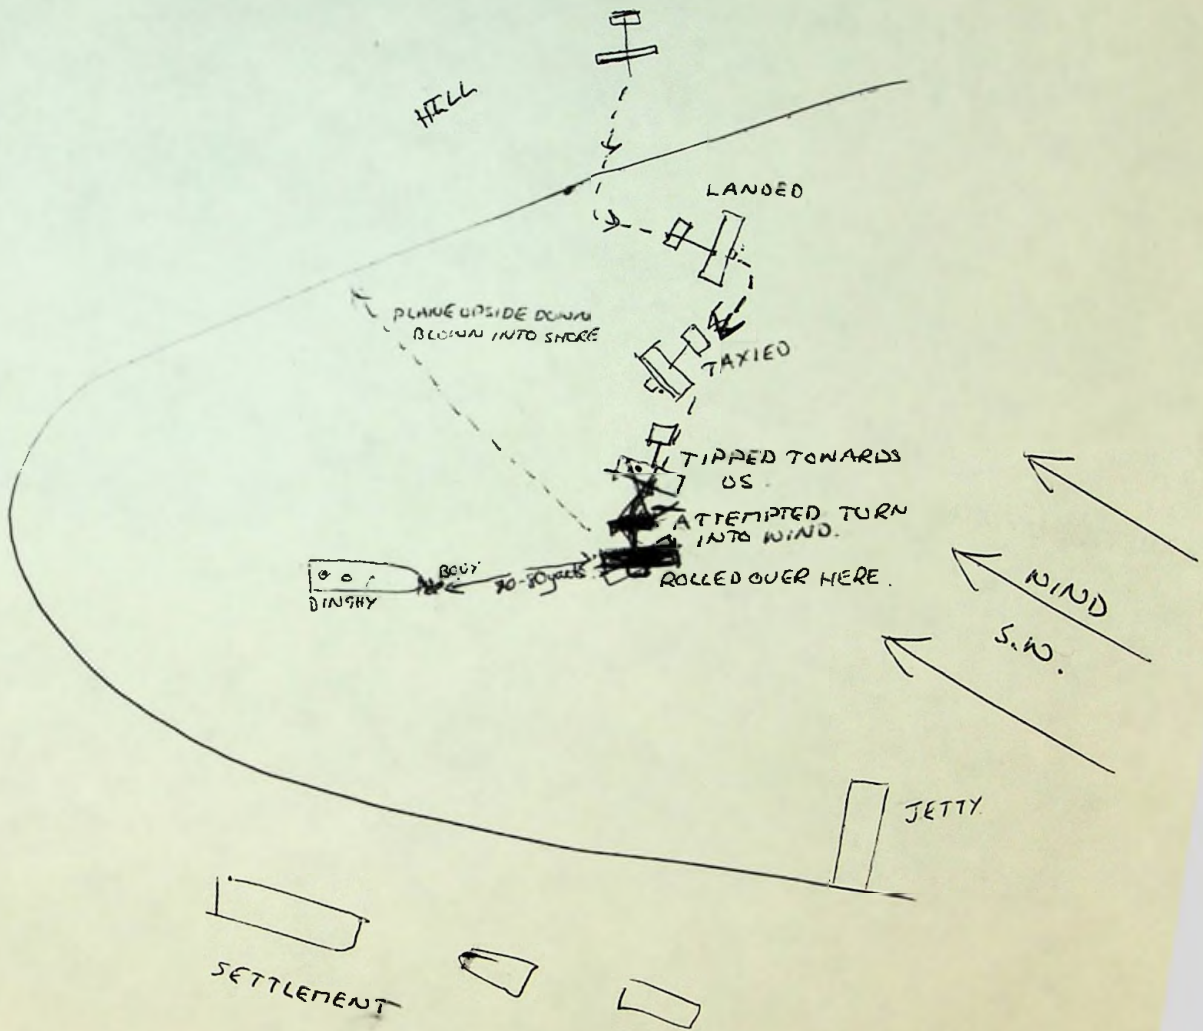 HILL
LANDED
PLANE UPSIDE DOWN
BLOWN INTO SHORE
TAXIED
TIPPED TOWARDS
US.
ATTEMPTED TURN
INTO WIND.
BOUY
yards
ROLLED OVER HERE.
DINGHY
WIND
S.W.
JETTY
SETTLEMENT